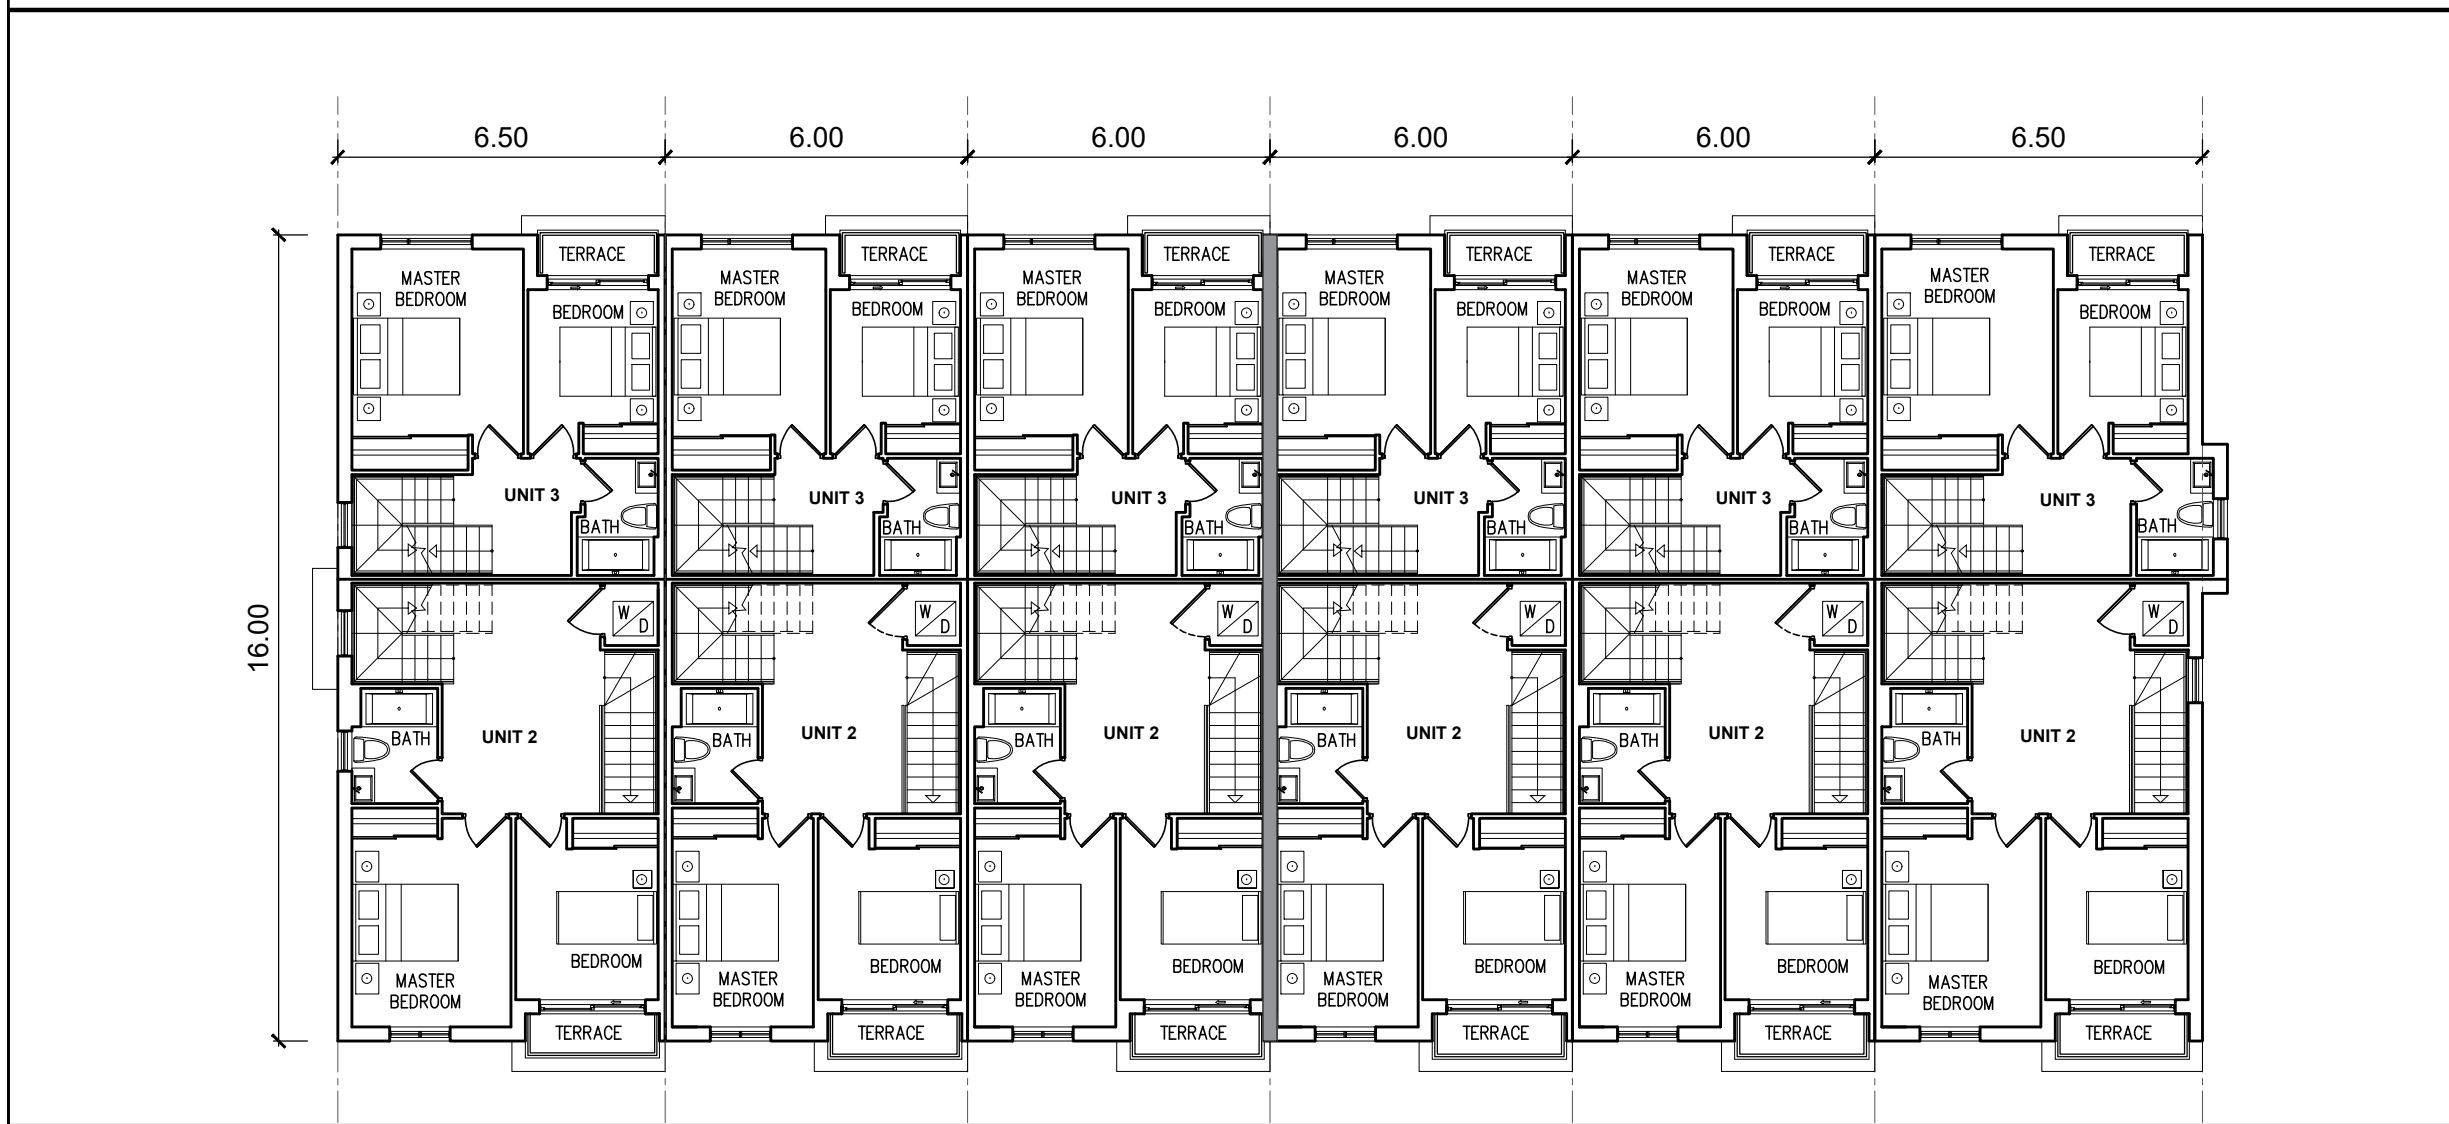 6.50
6.00
6.00
6.00
6.00
6.50
16.00
TERRACE
TERRACE
TERRACE
TERRACE
TERRACE
TERRACE
MASTER
BEDROOM
BEDROOM
MASTER
BEDROOM
BEDROOM
MASTER
BEDROOM
BEDROOM
MASTER
BEDROOM
BEDROOM
MASTER
BEDROOM
BEDROOM
MASTER
BEDROOM
BEDROOM
UNIT 3
BATH
UNIT 3
BATH
UNIT 3
BATH
UNIT 3
BATH
UNIT 3
BATH
UNIT 3
BATH
W
D
W
D
W
D
W
D
W
D
W
D
BATH
UNIT 2
BATH
UNIT 2
BATH
UNIT 2
BATH
UNIT 2
BATH
UNIT 2
BATH
UNIT 2
MASTER
BEDROOM
BEDROOM
MASTER
BEDROOM
BEDROOM
MASTER
BEDROOM
BEDROOM
MASTER
BEDROOM
BEDROOM
MASTER
BEDROOM
BEDROOM
MASTER
BEDROOM
BEDROOM
TERRACE
TERRACE
TERRACE
TERRACE
TERRACE
TERRACE